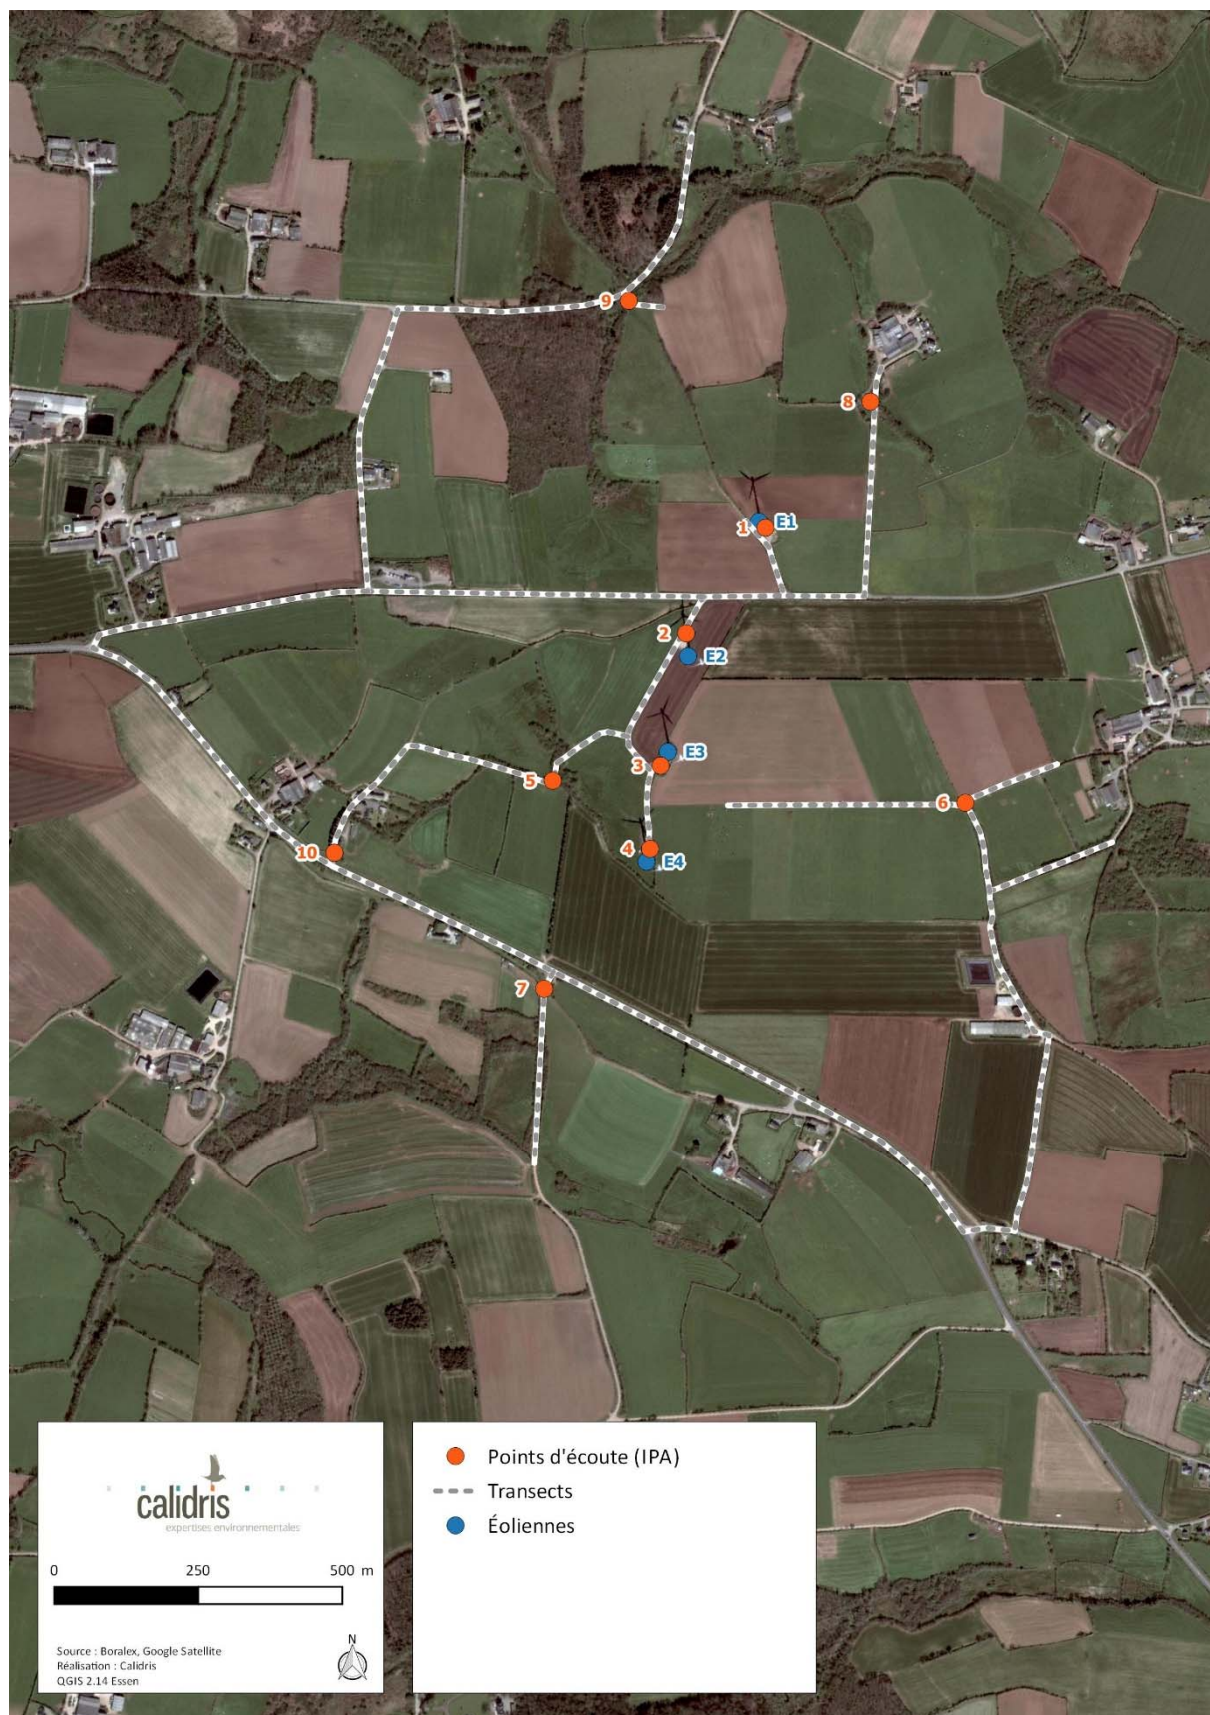 9
8
1
E1
2
E2
E3
3
5
6
4
E4
10
7
Points d'écoute (IPA)
Transects
Éoliennes
calidris
expertises environnementales
0 250 500 m
Source : Boralex, Google Satellite
Réalisation : Calidris
QGIS 2.14 Essen
N